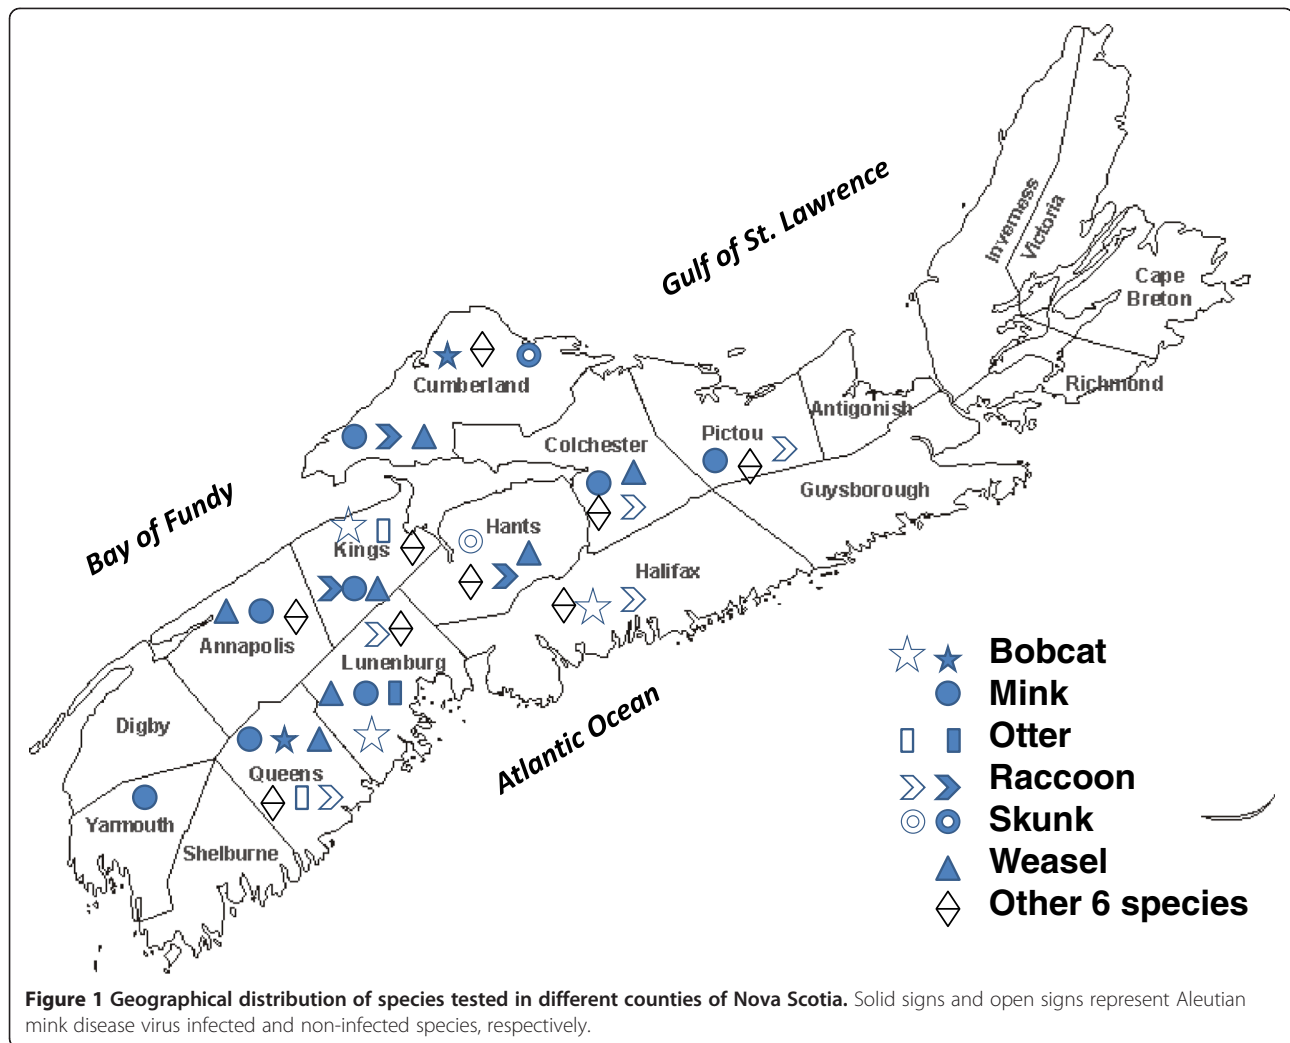 Gulf of St. Lawrence
Inverness
Victoria
Cape
Breton
Richmond
Cumberland
Antigonish
Pictou
Colchester
Guysborough
Bay of Fundy
Hants
Kings
Halifax
Annapolis
Lunenburg
Digby
Atlantic Ocean
Queens
Yarmouth
Shelburne
Bobcat
Mink
Otter
Raccoon
Skunk
Weasel
Other 6 species
Figure 1 Geographical distribution of species tested in different counties of Nova Scotia. Solid signs and open signs represent Aleutian
mink disease virus infected and non-infected species, respectively.